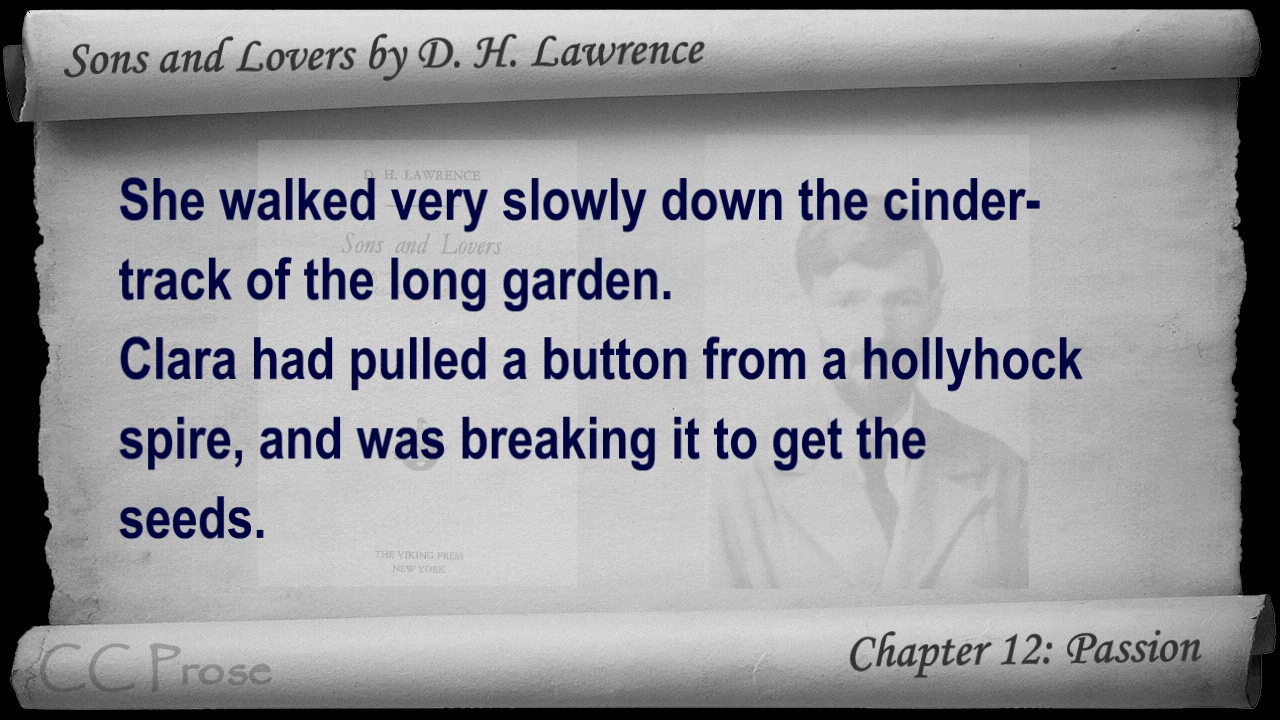 Sons and Lovers by D. H. Lawrence
D. H. LAWRENCE
She walked very slowly down the cinder-
Sons and Lovers
track of the long garden.
Clara had pulled a button from a hollyhock
spire, and was breaking it to get the
seeds.
THE VIKING PRESS
NEW YORK
CC Prose
Chapter 12: Passion